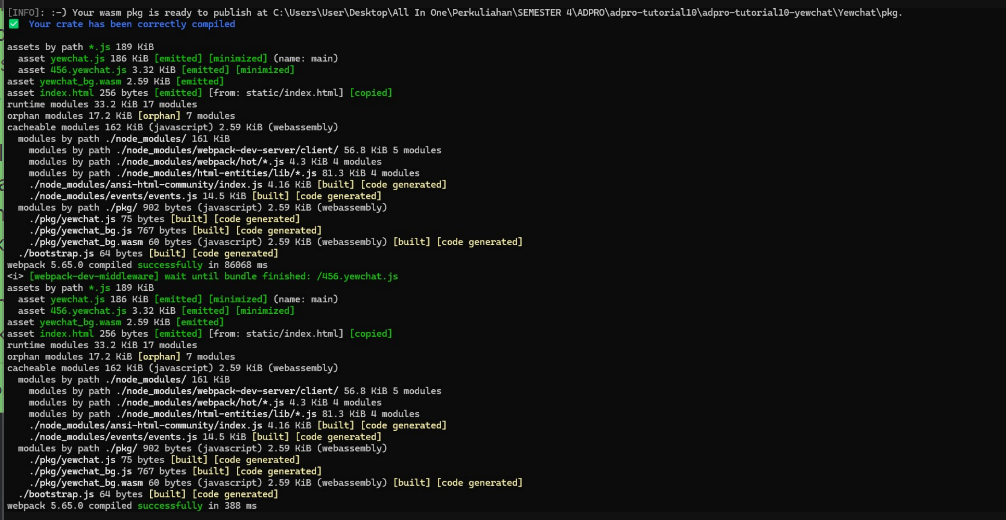 [INFO]: :-) Your wasm pkg is ready to publish at C:\Users\User\Desktop\All In One\Perkuliahan\SEMESTER 4\ADPRO\adpro-tutorial10\adpro-tutorial10-yewchat\Yewchat\pkg.
✅ Your crate has been correctly compiled
assets by path *.js 189 KiB
asset yewchat.js 186 KiB [emitted] [minimized] (name: main)
asset 456.yewchat.js 3.32 KiB [emitted] [minimized]
asset yewchat_bg.wasm 2.59 KiB [emitted]
asset index.html 256 bytes [emitted] [from: static/index.html] [copied]
runtime modules 33.2 KiB 17 modules
orphan modules 17.2 KiB [orphan] 7 modules
cacheable modules 162 KiB (javascript) 2.59 KiB (webassembly)
modules by path ./node_modules/ 161 KiB
modules by path ./node_modules/webpack-dev-server/client/ 56.8 KiB 5 modules
modules by path ./node_modules/webpack/hot/*.js 4.3 KiB 4 modules
modules by path ./node_modules/html-entities/lib/*.js 81.3 KiB 4 modules
./node_modules/ansi-html-community/index.js 4.16 KiB [built] [code generated]
./node_modules/events/events.js 14.5 KiB [built] [code generated]
modules by path ./pkg/ 902 bytes (javascript) 2.59 KiB (webassembly)
./pkg/yewchat.js 75 bytes [built] [code generated]
./pkg/yewchat_bg.js 767 bytes [built] [code generated]
./pkg/yewchat_bg.wasm 60 bytes (javascript) 2.59 KiB (webassembly) [built] [code generated]
./bootstrap.js 64 bytes [built] [code generated]
webpack 5.65.0 compiled successfully in 86068 ms
<i> [webpack-dev-middleware] wait until bundle finished: /456.yewchat.js
assets by path *.js 189 KiB
asset yewchat.js 186 KiB [emitted] [minimized] (name: main)
asset 456.yewchat.js 3.32 KiB [emitted] [minimized]
asset yewchat_bg.wasm 2.59 KiB [emitted]
asset index.html 256 bytes [emitted] [from: static/index.html] [copied]
runtime modules 33.2 KiB 17 modules
orphan modules 17.2 KiB [orphan] 7 modules
cacheable modules 162 KiB (javascript) 2.59 KiB (webassembly)
modules by path ./node_modules/ 161 KiB
modules by path ./node_modules/webpack-dev-server/client/ 56.8 KiB 5 modules
modules by path ./node_modules/webpack/hot/*.js 4.3 KiB 4 modules
modules by path ./node_modules/html-entities/lib/*.js 81.3 KiB 4 modules
./node_modules/ansi-html-community/index.js 4.16 KiB [built] [code generated]
./node_modules/events/events.js 14.5 KiB [built] [code generated]
modules by path ./pkg/ 902 bytes (javascript) 2.59 KiB (webassembly)
./pkg/yewchat.js 75 bytes [built] [code generated]
./pkg/yewchat_bg.js 767 bytes [built] [code generated]
./pkg/yewchat_bg.wasm 60 bytes (javascript) 2.59 KiB (webassembly) [built] [code generated]
./bootstrap.js 64 bytes [built] [code generated]
webpack 5.65.0 compiled successfully in 388 ms